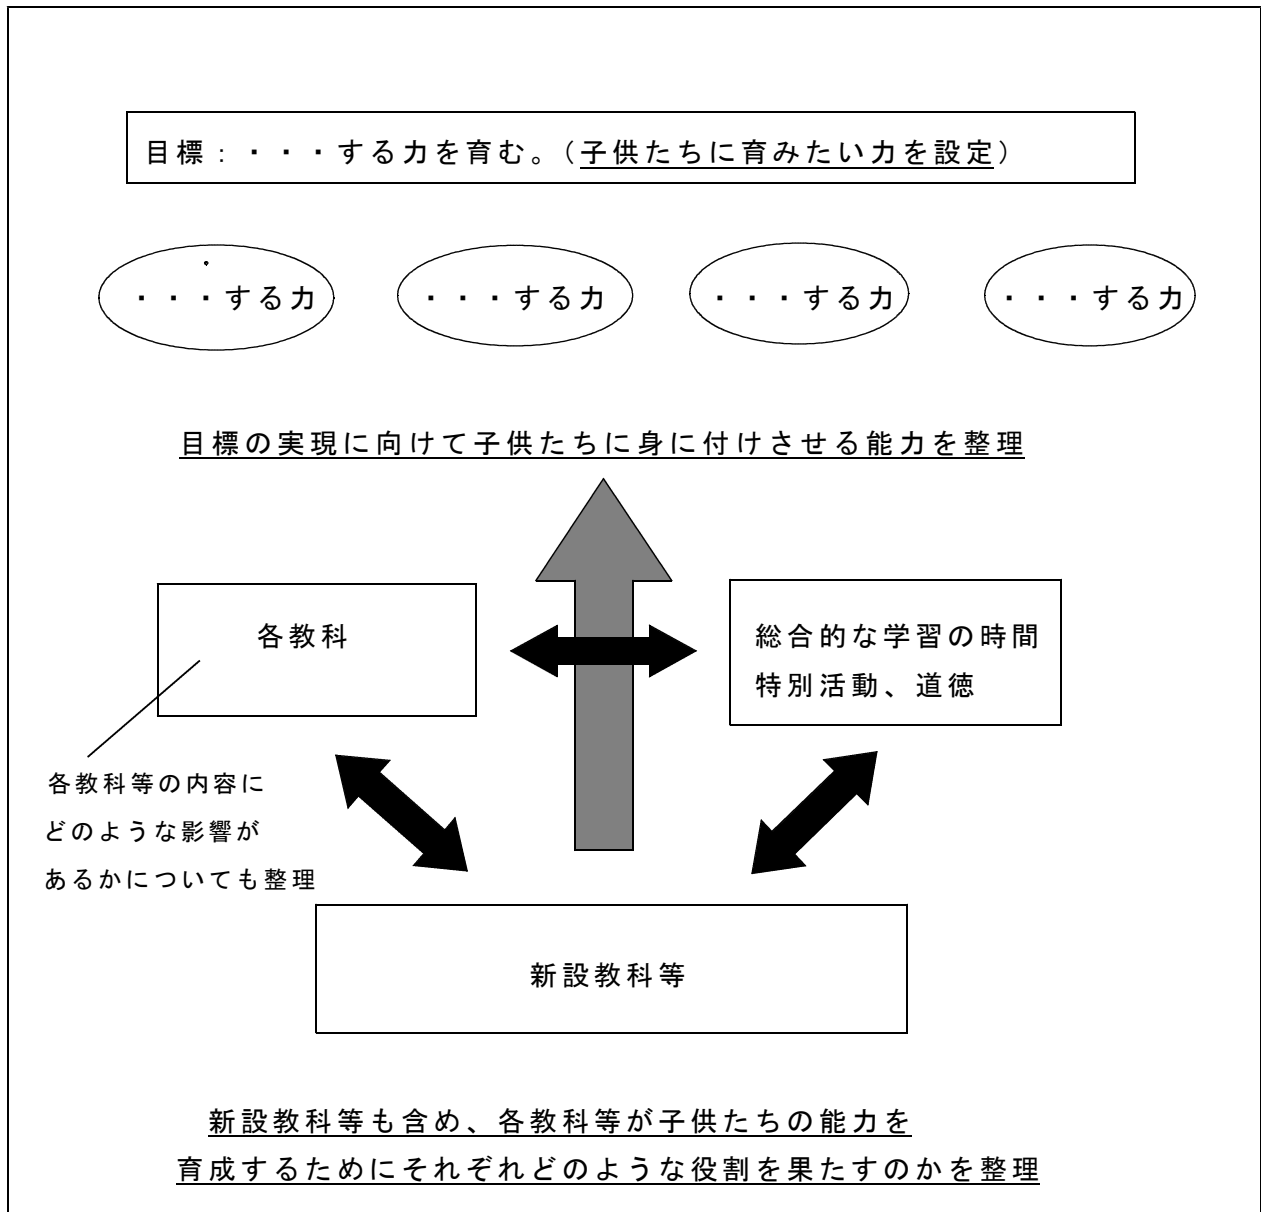 目標：・・・する力を育む。（子供たちに育みたい力を設定）
・・・する力
・・・する力
・・・する力
・・・する力
目標の実現に向けて子供たちに身に付けさせる能力を整理
各教科
総合的な学習の時間
特別活動、道徳
各教科等の内容に
どのような影響が
あるかについても整理
新設教科等
新設教科等も含め、各教科等が子供たちの能力を
育成するためにそれぞれどのような役割を果たすのかを整理